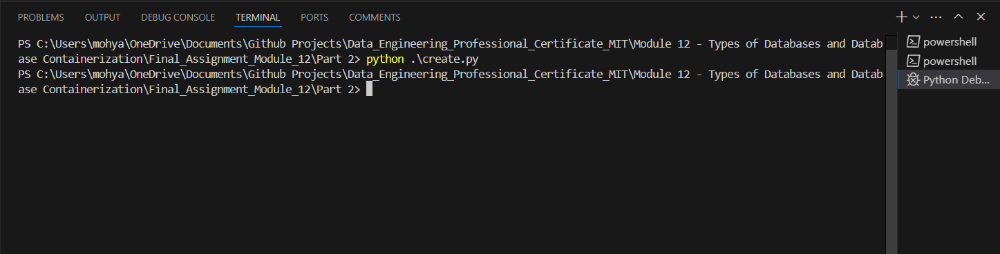 PROBLEMS OUTPUT DEBUG CONSOLE TERMINAL PORTS COMMENTS
PS C:\Users\mohya\OneDrive\Documents\Github Projects\Data_Engineering_Professional_Certificate_MIT\Module 12 - Types of Databases and Datab
ase Containerization\Final_Assignment_Module_12\Part 2> python .\create.py
PS C:\Users\mohya\OneDrive\Documents\Github Projects\Data_Engineering_Professional_Certificate_MIT\Module 12 - Types of Databases and Datab
ase Containerization\Final_Assignment_Module_12\Part 2>
powershell
powershell
Python Deb...